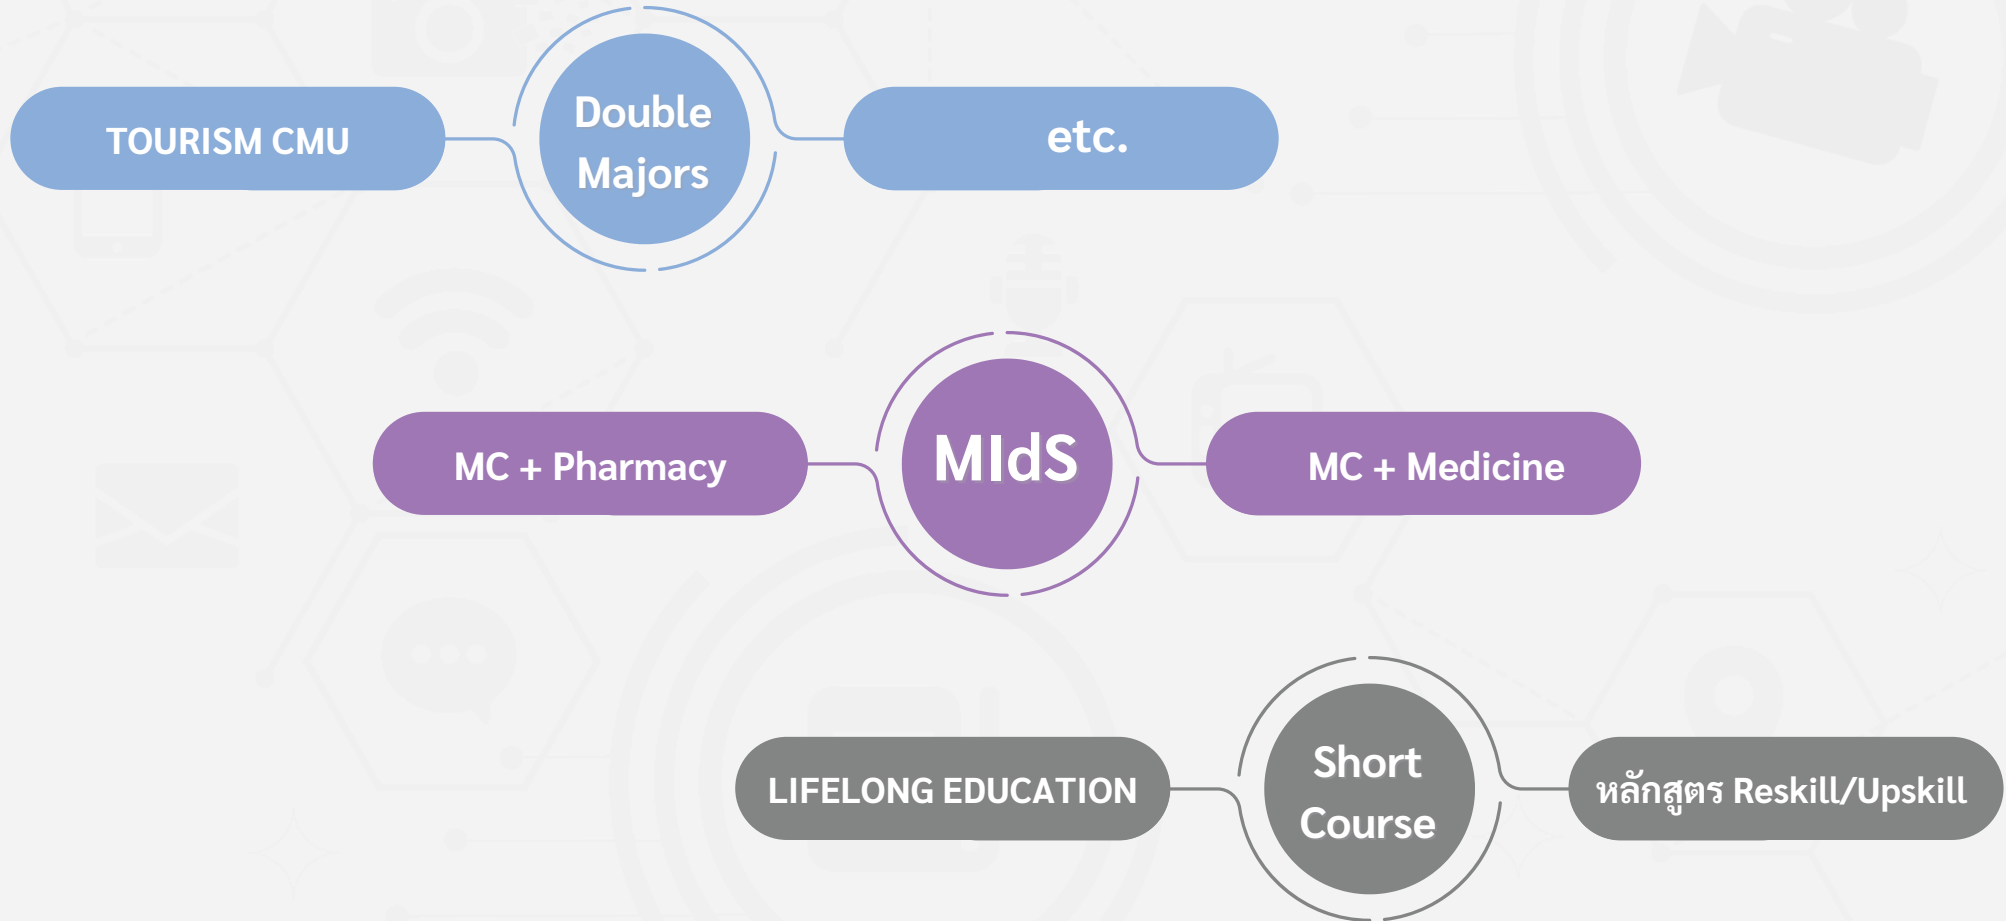 TOURISM CMU
Double
Majors
etc.
MC + Pharmacy
MIdS
MC + Medicine
LIFELONG EDUCATION
Short
Course
หลักสูตร Reskill/Upskill